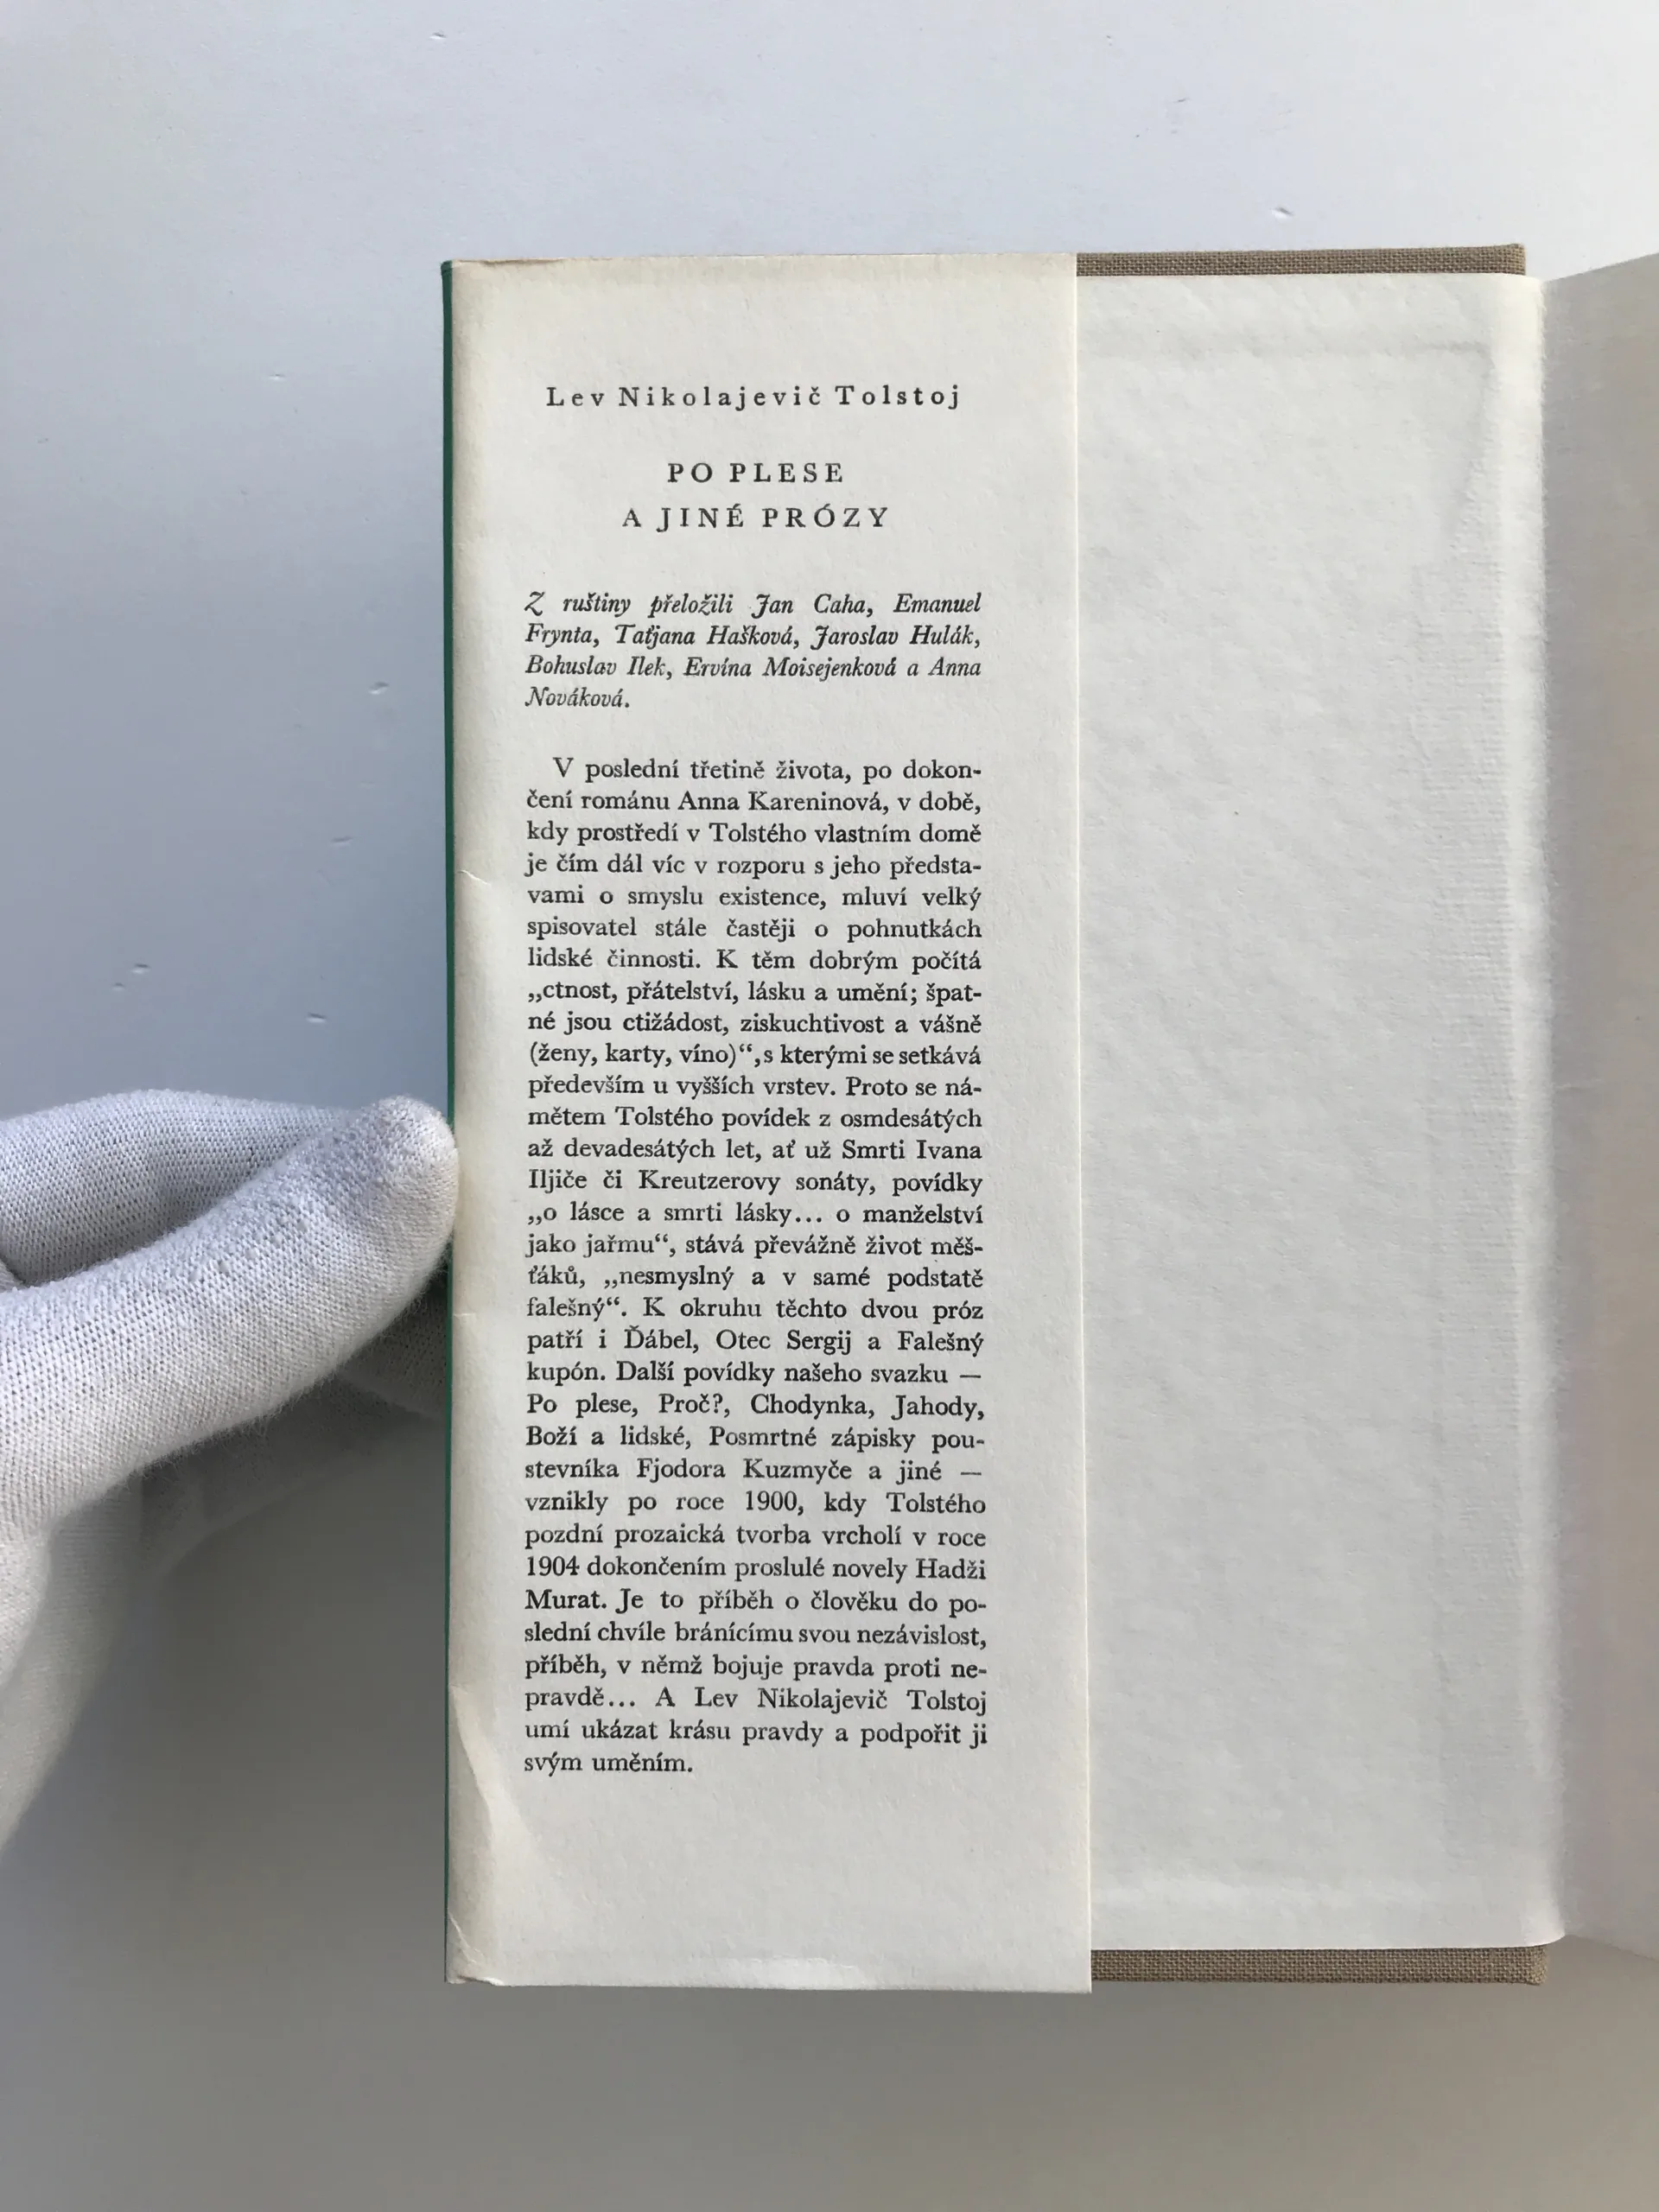 Lev Nikolajevič Tolstoj
PO PLESE
A JINÉ PRÓZY
Z ruštiny přeložili Jan Caha, Emanuel
Frynta, Taťjana Hašková, Jaroslav Hulák,
Bohuslav Ilek, Ervína Moisejenková a Anna
Nováková.
V poslední třetině života, po dokon-
čení románu Anna Kareninová, v době,
kdy prostředí v Tolstého vlastním domě
je čím dál víc v rozporu s jeho předsta-
vami o smyslu existence, mluví velký
spisovatel stále častěji o pohnutkách
lidské činnosti. K těm dobrým počítá
„ctnost, přátelství, lásku a umění; špat-
né jsou ctižádost, ziskuchtivost a vášně
(ženy, karty, víno)“, s kterými se setkává
především u vyšších vrstev. Proto se ná-
mětem Tolstého povídek z osmdesátých
až devadesátých let, ať už Smrti Ivana
Iljiče či Kreutzerovy sonáty, povídky
„o lásce a smrti lásky... o manželství
jako jařmu“, stává převážně život měš-
ťáků, „nesmyslný a v samé podstatě
falešný“. K okruhu těchto dvou próz
patří i Ďábel, Otec Sergij a Falešný
kupón. Další povídky našeho svazku —
Po plese, Proč?, Chodynka, Jahody,
Boží a lidské, Posmrtné zápisky pou-
stevníka Fjodora Kuzmyče a jiné —
vznikly po roce 1900, kdy Tolstého
pozdní prozaická tvorba vrcholí v roce
1904 dokončením proslulé novely Hadži
Murat. Je to příběh o člověku do po-
slední chvíle bránícímu svou nezávislost,
příběh, v němž bojuje pravda proti ne-
pravdě... A Lev Nikolajevič Tolstoj
umí ukázat krásu pravdy a podpořit ji
svým uměním.